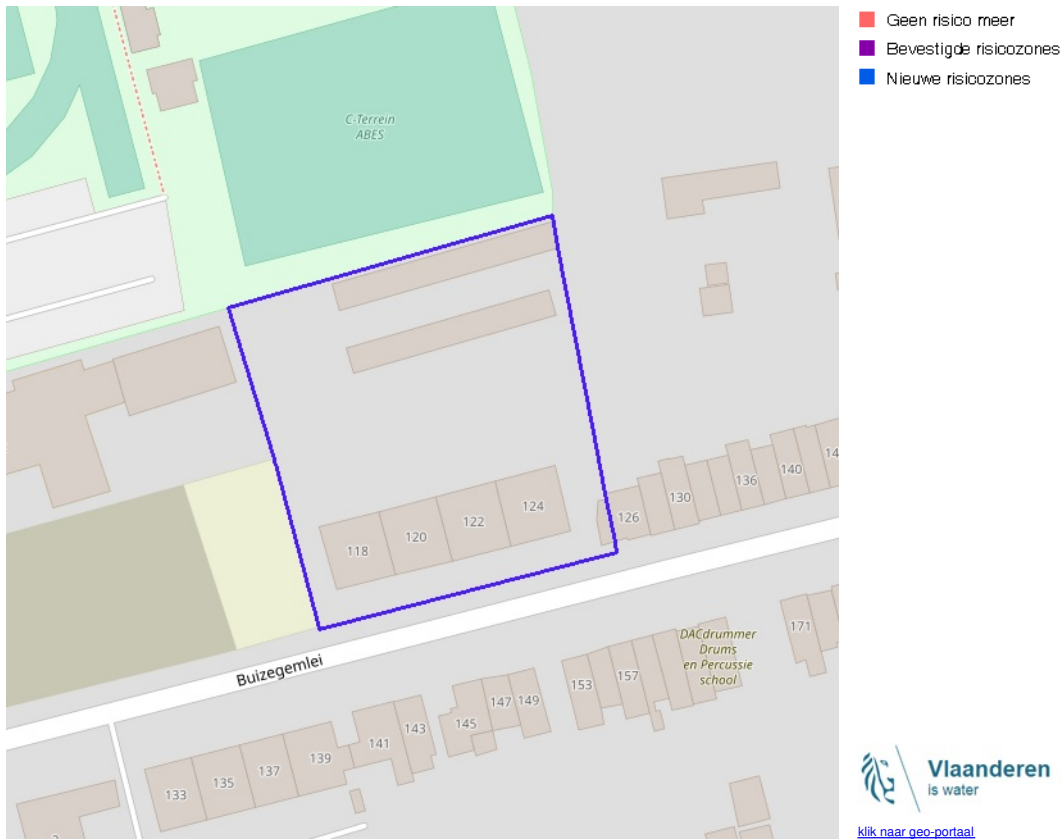 Geen risico meer
Bevestigde risicozones
Nieuwe risicozones
C-Terrein
ABES
118
120
122
124
126
130
136
140
14
Buizegemlei
DACdrummer
Drums
en Percussie
school
171
153
157
145
147
149
133
135
137
139
141
143
Vlaanderen
is water
klik naar geo-portaal